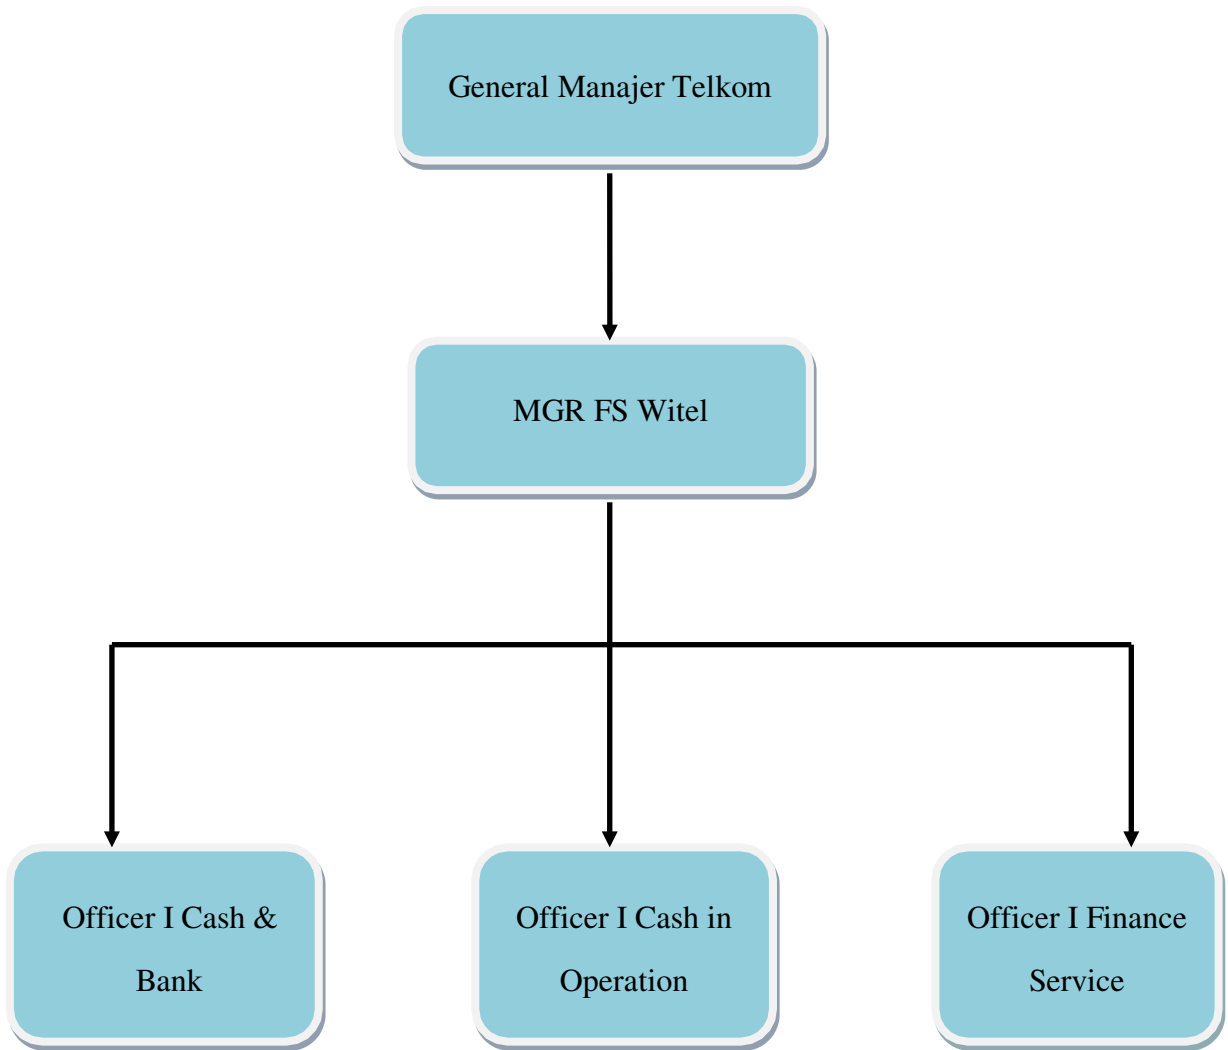 General Manajer Telkom
MGR FS Witel
Officer I Cash &
Bank
Officer I Cash in
Operation
Officer I Finance
Service